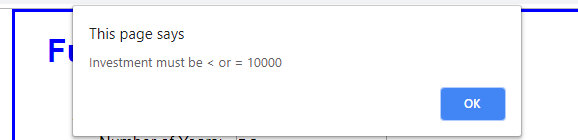 This page says
Investment must be < or = 10000
OK